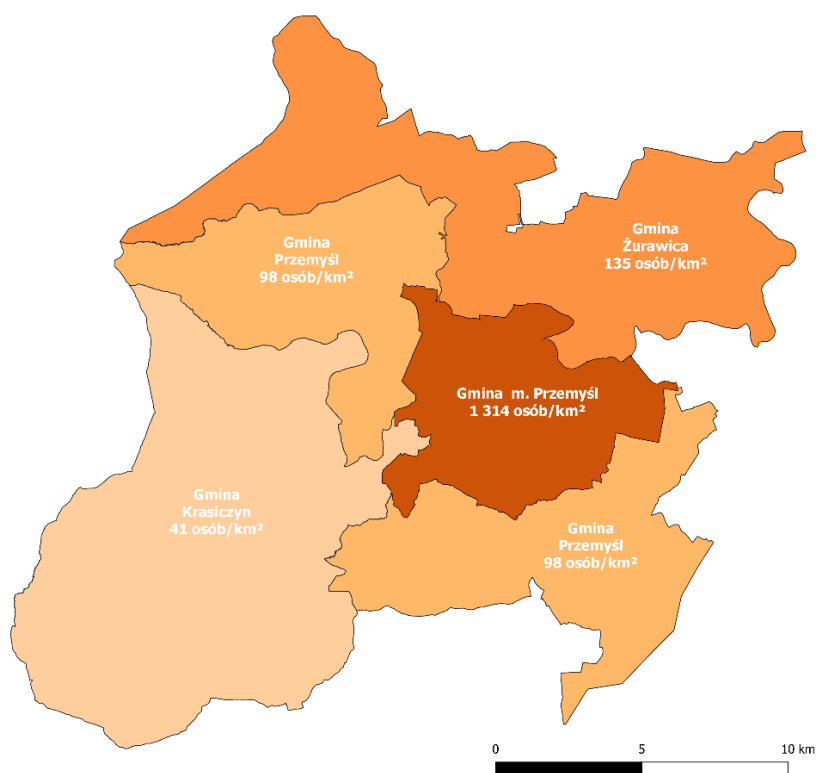 Gmina
Żurawica
135 osób/km²
Gmina
Przemyśl
98 osób/km²
Gmina m. Przemyśl
1 314 osób/km²
Gmina
Krasiczyn
41 osób/km²
Gmina
Przemyśl
98 osób/km²
0 5 10 km